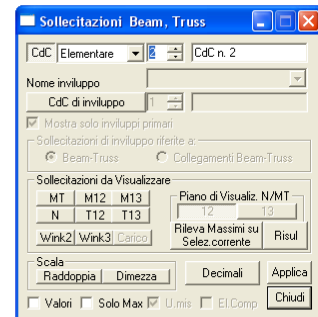 Sollecitazioni Beam, Truss
CdC Elementare 2 CdC n. 2
Nome inviluppo
CdC di inviluppo 1
Mostra solo inviluppi primari
Sollecitazioni di inviluppo riferite a:
Beam-Truss Collegamenti Beam-Truss
Sollecitazioni da Visualizzare
MT M12 M13
N T12 T13
Wink2 Wink3 Carico
Piano di Visualiz. N/MT
12 13
Rileva Massimi su Selez.corrente Risul
Scala
Raddoppia Dimezza
Decimali Applica
Valori Solo Max U.mis El.Comp Chiudi